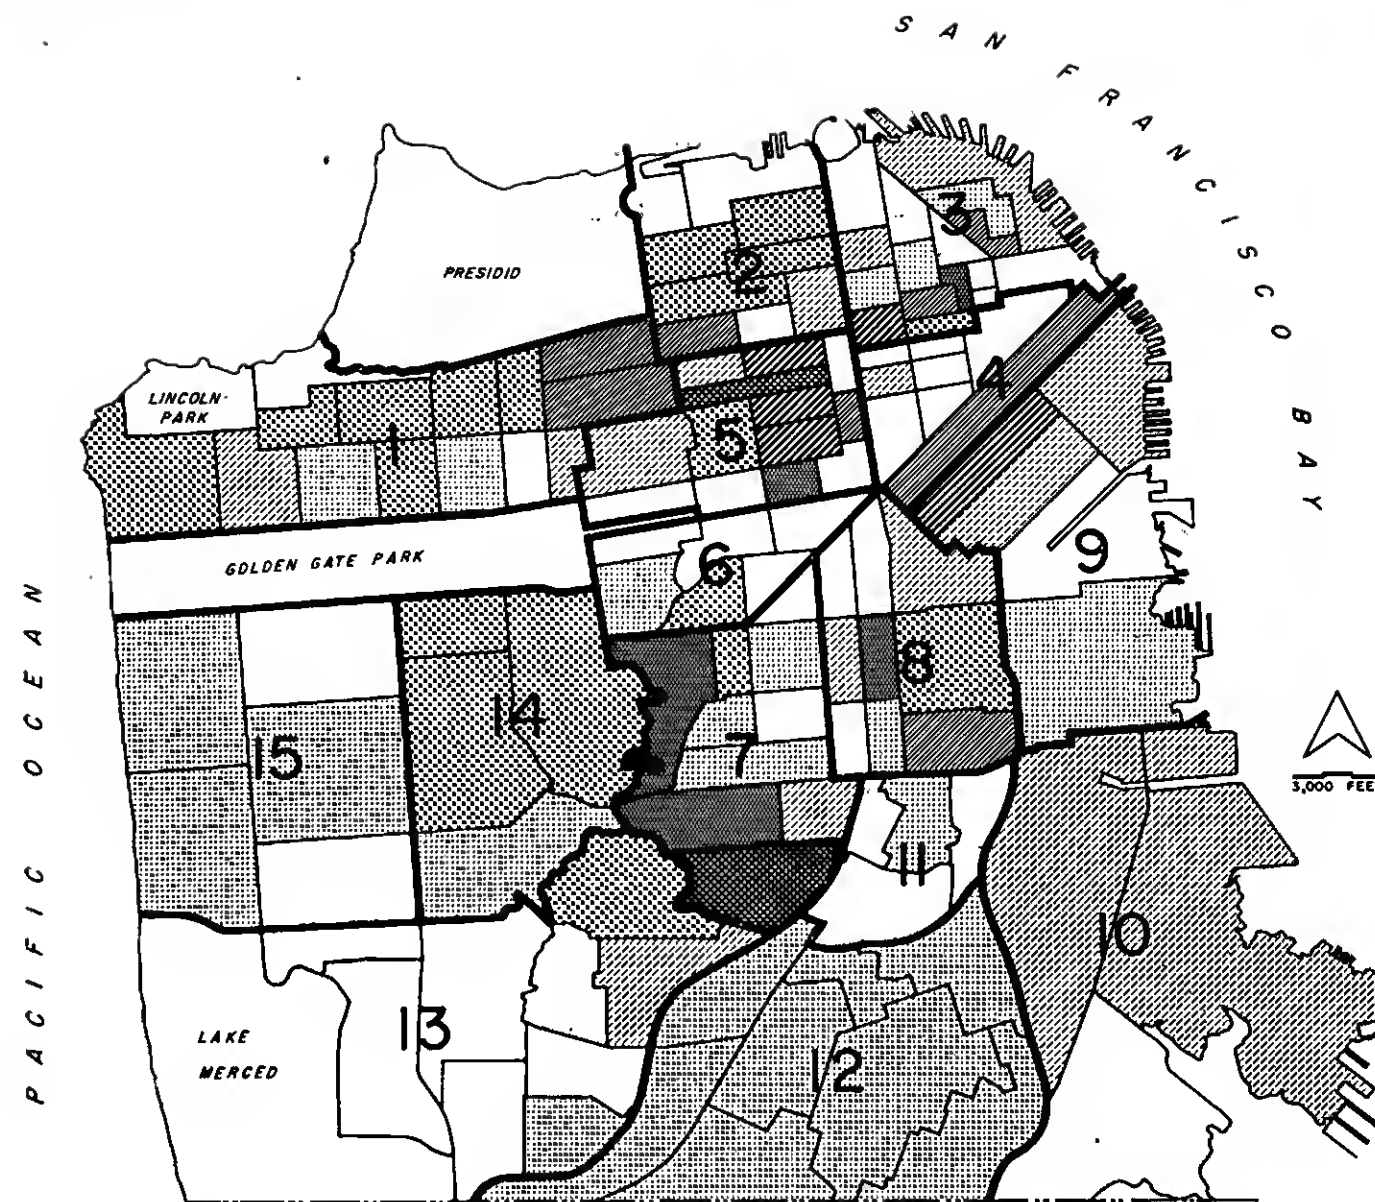 SAN FRANCISCO BAY
PRESIDID
LINCOLN-
PARK
GOLDEN GATE PARK
PACIFIC OCEAN
LAKE
MERCED
3,000 FEE
1
2
3
4
5
6
7
8
9
10
11
12
13
14
15